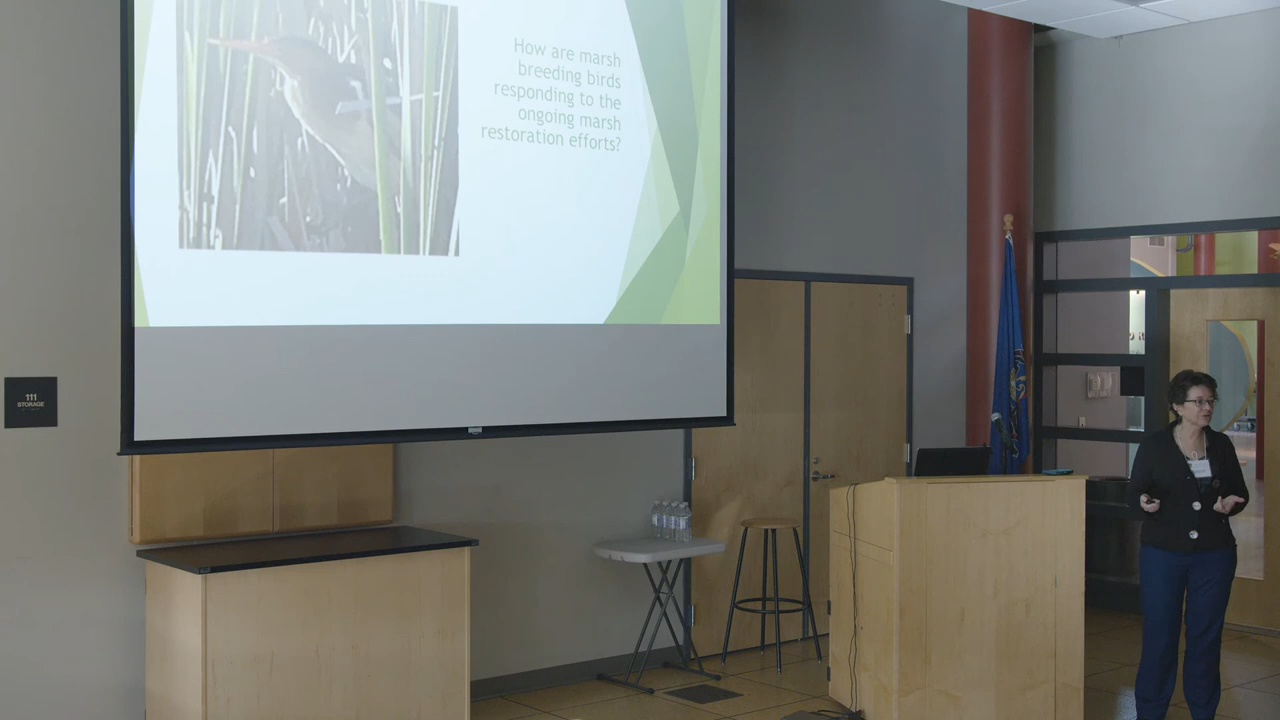 How are marsh
breeding birds
responding to the
ongoing marsh
restoration efforts?
111
STORAGE